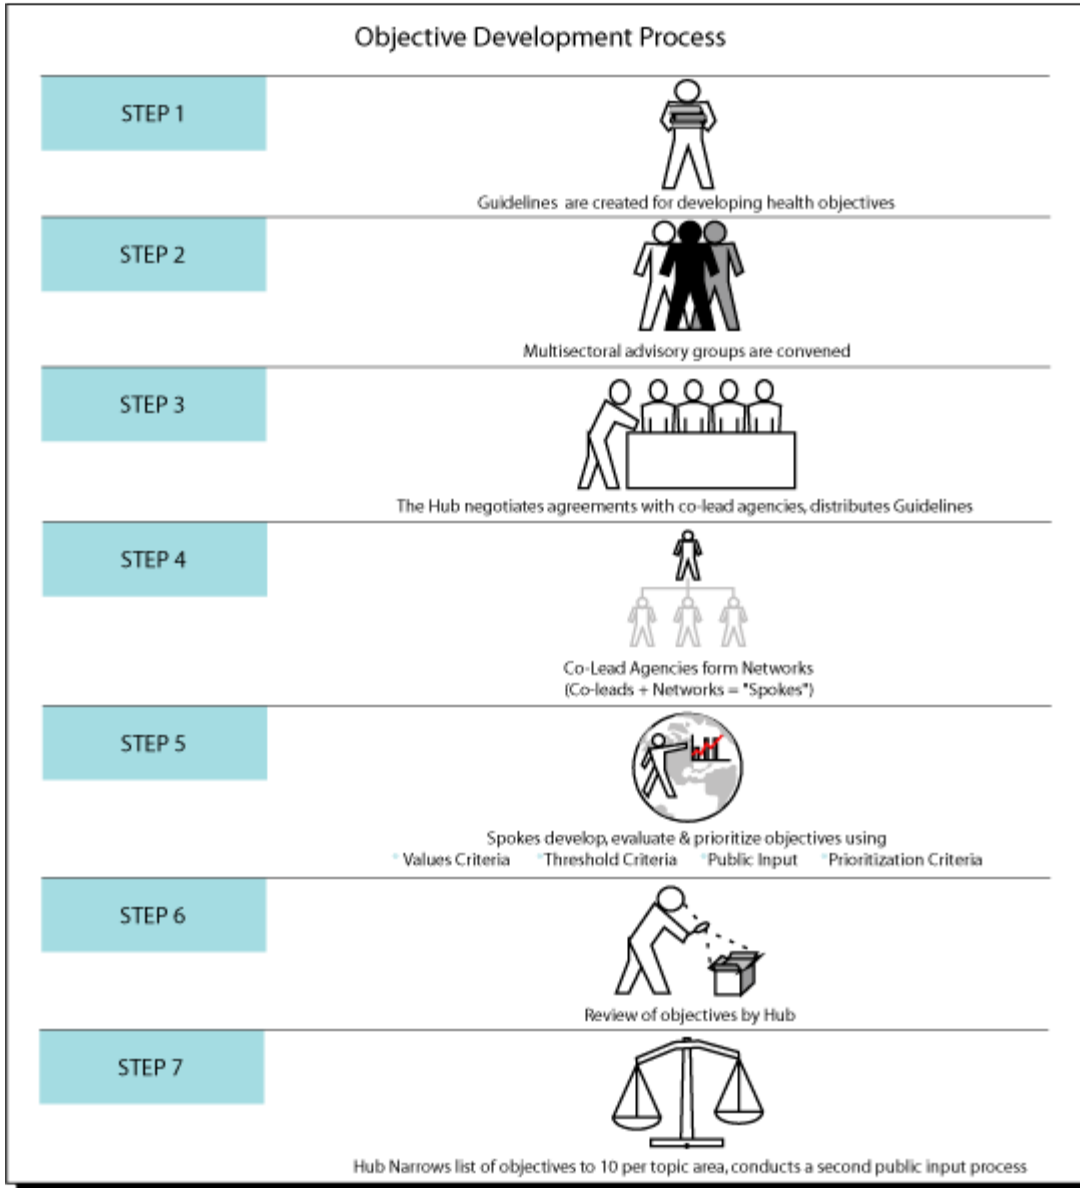 Objective Development Process
STEP 1
Guidelines are created for developing health objectives
STEP 2
Multisectoral advisory groups are convened
STEP 3
The Hub negotiates agreements with co-lead agencies, distributes Guidelines
STEP 4
Co-Lead Agencies form Networks
(Co-leads + Networks = "Spokes")
STEP 5
Spokes develop, evaluate & prioritize objectives using
* Values Criteria *Threshold Criteria *Public Input *Prioritization Criteria
STEP 6
Review of objectives by Hub
STEP 7
Hub Narrows list of objectives to 10 per topic area, conducts a second public input process